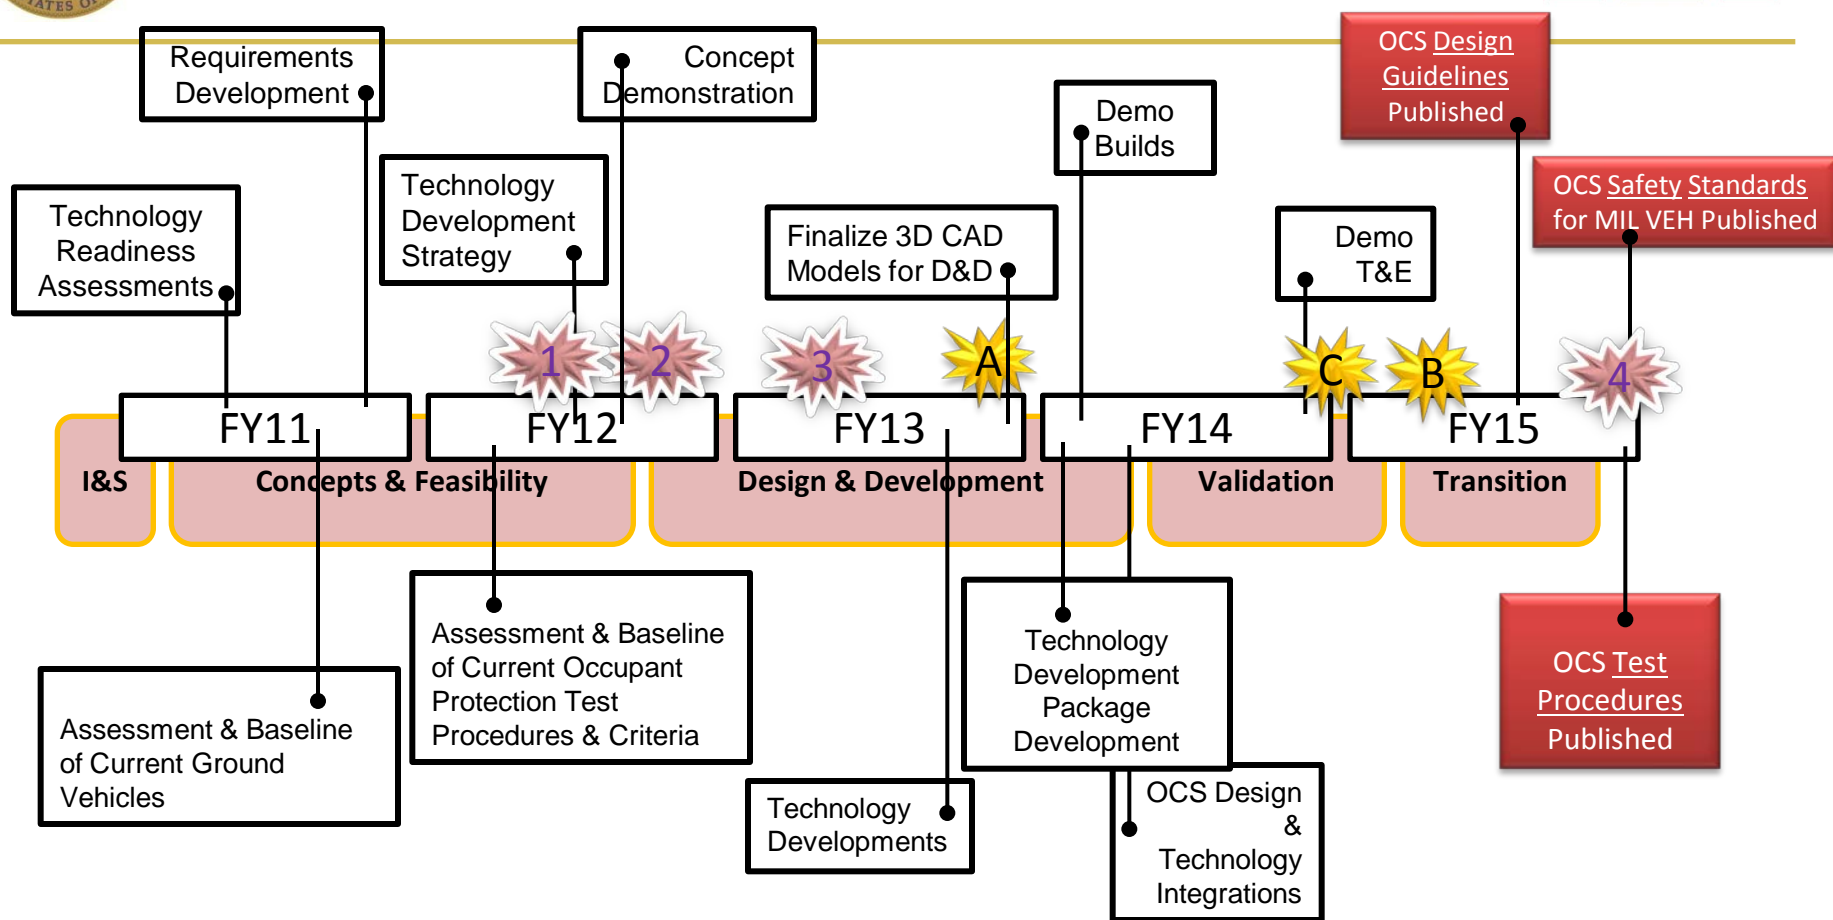 TATES OF
Requirements
Development
Concept
Demonstration
OCS Design
Guidelines
Published
Demo
Builds
Technology
Development
Strategy
OCS Safety Standards
for MIL VEH Published
Technology
Readiness
Assessments
Finalize 3D CAD
Models for D&D
Demo
T&E
1
2
3
A
C
B
4
FY11
FY12
FY13
FY14
FY15
I&S
Concepts & Feasibility
Design & Development
Validation
Transition
Assessment & Baseline
of Current Ground
Vehicles
Assessment & Baseline
of Current Occupant
Protection Test
Procedures & Criteria
Technology
Developments
Technology
Development
Package
Development
OCS Design
&
Technology
Integrations
OCS Test
Procedures
Published